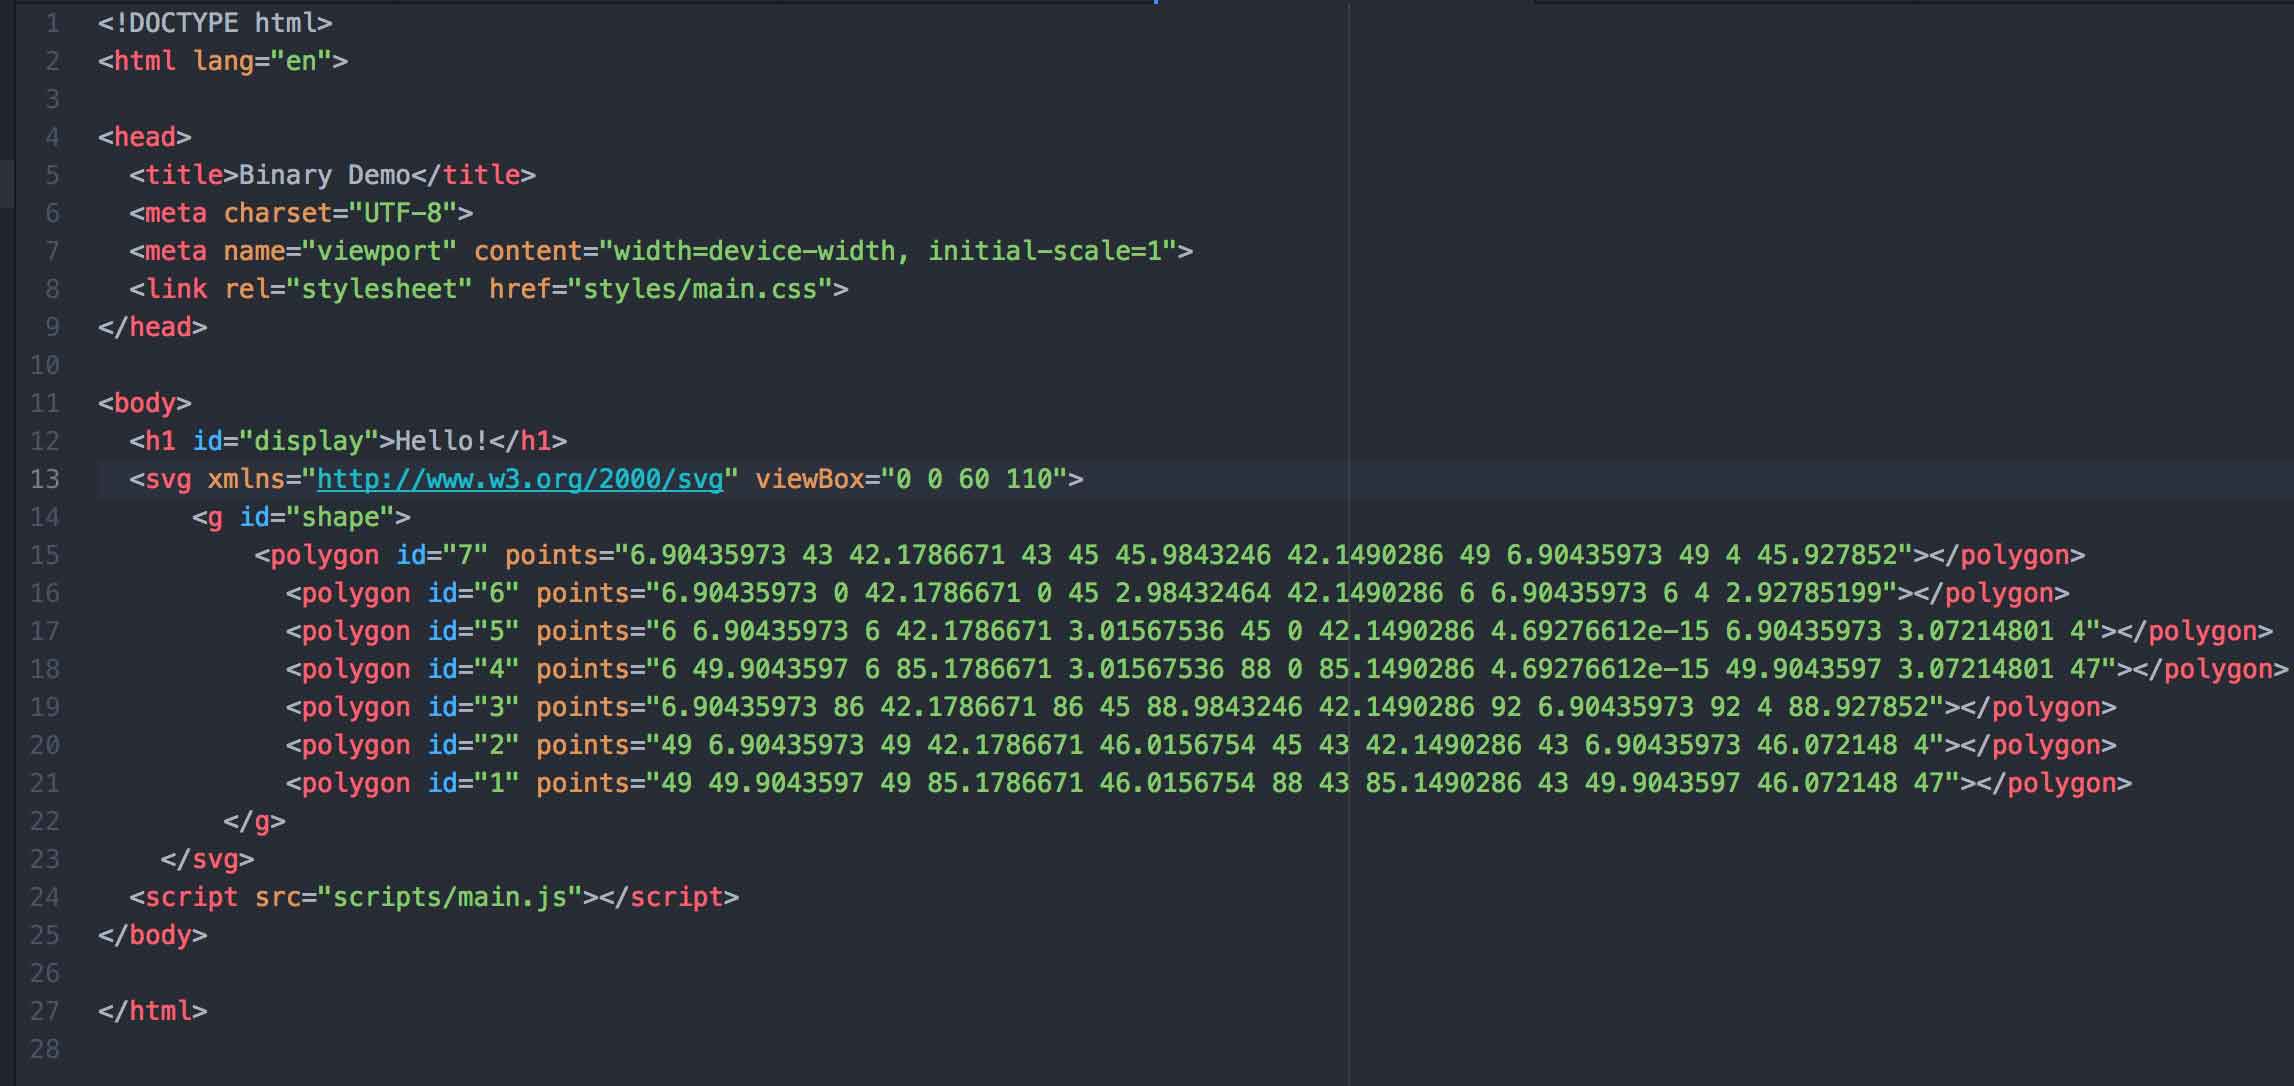 1 <!DOCTYPE html>
2 <html lang="en">
3
4 <head>
5   <title>Binary Demo</title>
6   <meta charset="UTF-8">
7   <meta name="viewport" content="width=device-width, initial-scale=1">
8   <link rel="stylesheet" href="styles/main.css">
9 </head>
10
11 <body>
12   <h1 id="display">Hello!</h1>
13   <svg xmlns="http://www.w3.org/2000/svg" viewBox="0 0 60 110">
14       <g id="shape">
15           <polygon id="7" points="6.90435973 43 42.1786671 43 45 45.9843246 42.1490286 49 6.90435973 49 4 45.927852"></polygon>
16             <polygon id="6" points="6.90435973 0 42.1786671 0 45 2.98432464 42.1490286 6 6.90435973 6 4 2.92785199"></polygon>
17             <polygon id="5" points="6 6.90435973 6 42.1786671 3.01567536 45 0 42.1490286 4.69276612e-15 6.90435973 3.07214801 4"></polygon>
18             <polygon id="4" points="6 49.9043597 6 85.1786671 3.01567536 88 0 85.1490286 4.69276612e-15 49.9043597 3.07214801 47"></polygon>
19             <polygon id="3" points="6.90435973 86 42.1786671 86 45 88.9843246 42.1490286 92 6.90435973 92 4 88.927852"></polygon>
20             <polygon id="2" points="49 6.90435973 49 42.1786671 46.0156754 45 43 42.1490286 43 6.90435973 46.072148 4"></polygon>
21             <polygon id="1" points="49 49.9043597 49 85.1786671 46.0156754 88 43 85.1490286 43 49.9043597 46.072148 47"></polygon>
22         </g>
23     </svg>
24   <script src="scripts/main.js"></script>
25 </body>
26
27 </html>
28